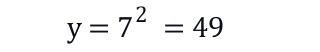 y = 7² = 49